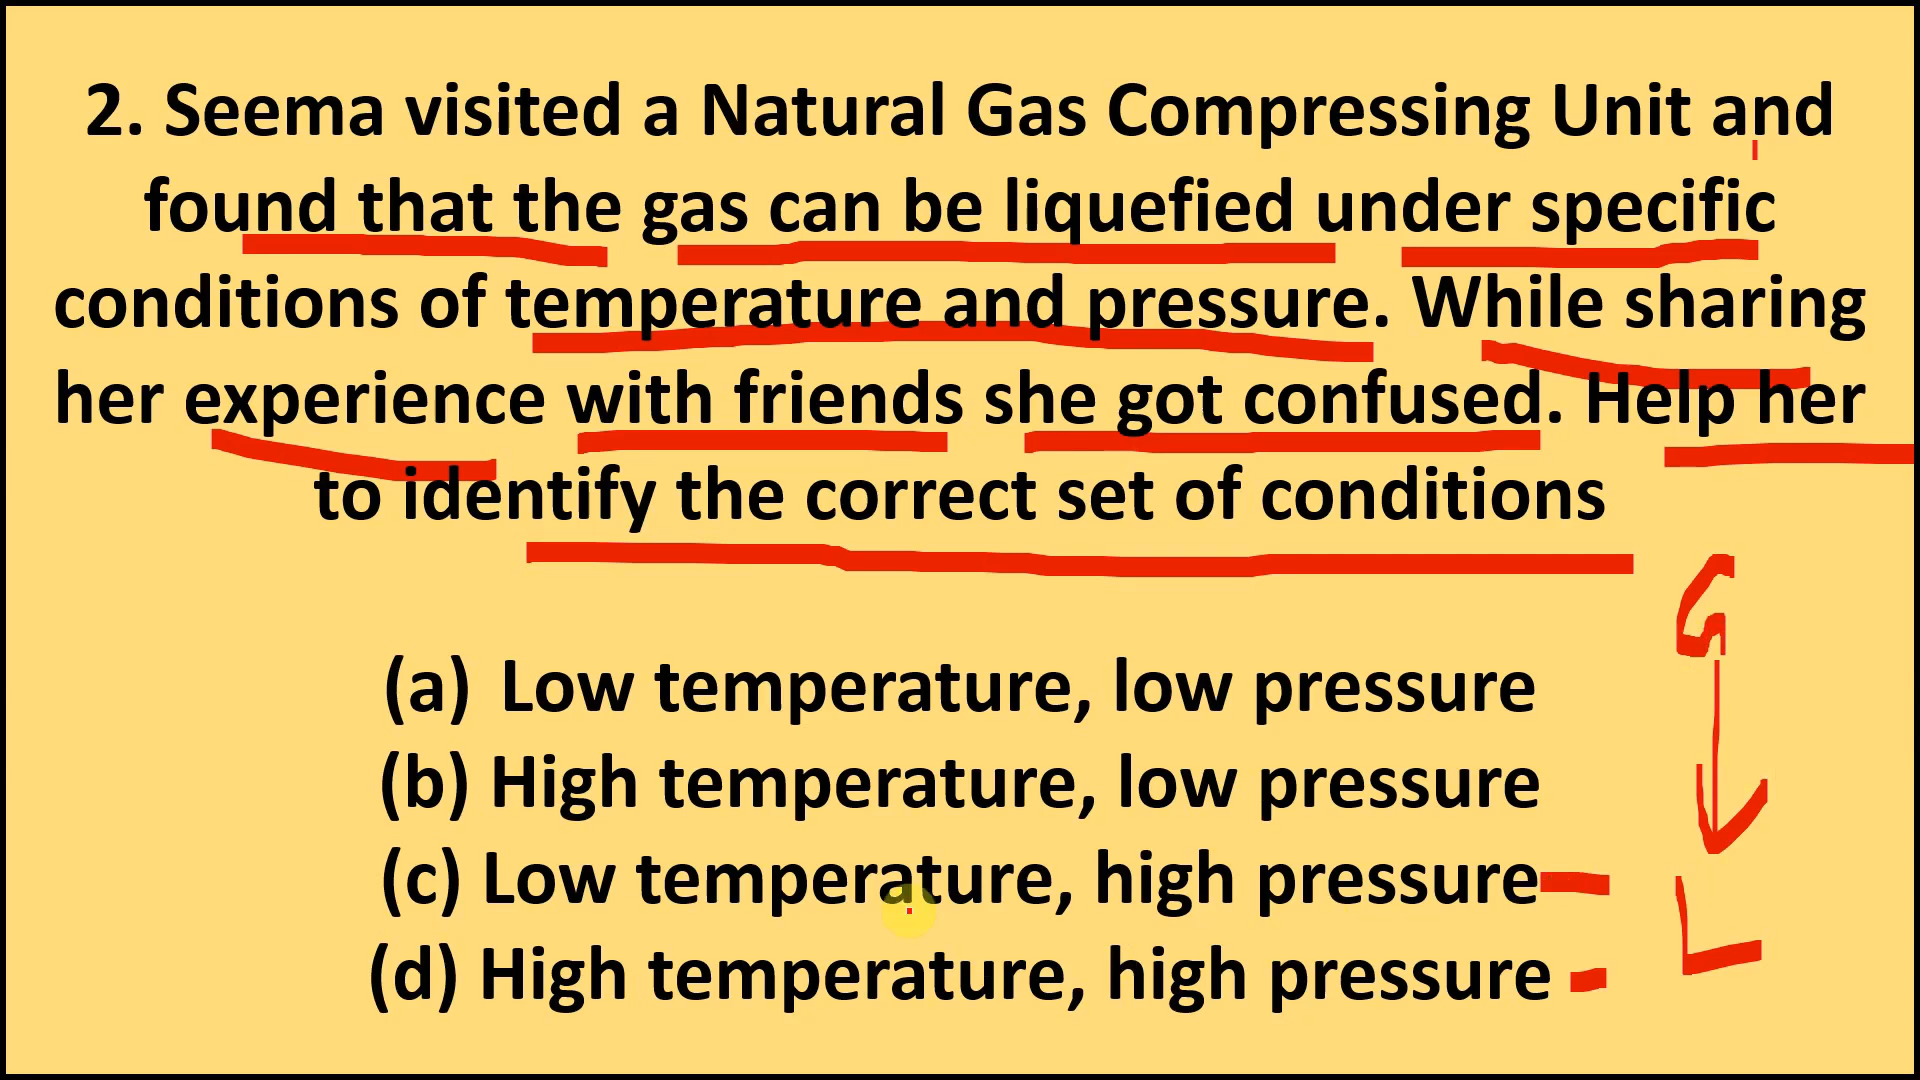 2. Seema visited a Natural Gas Compressing Unit and
found that the gas can be liquefied under specific
conditions of temperature and pressure. While sharing
her experience with friends she got confused. Help her
to identify the correct set of conditions
G
(a) Low temperature, low pressure
(b) High temperature, low pressure
(c) Low temperature, high pressure
L
(d) High temperature, high pressure